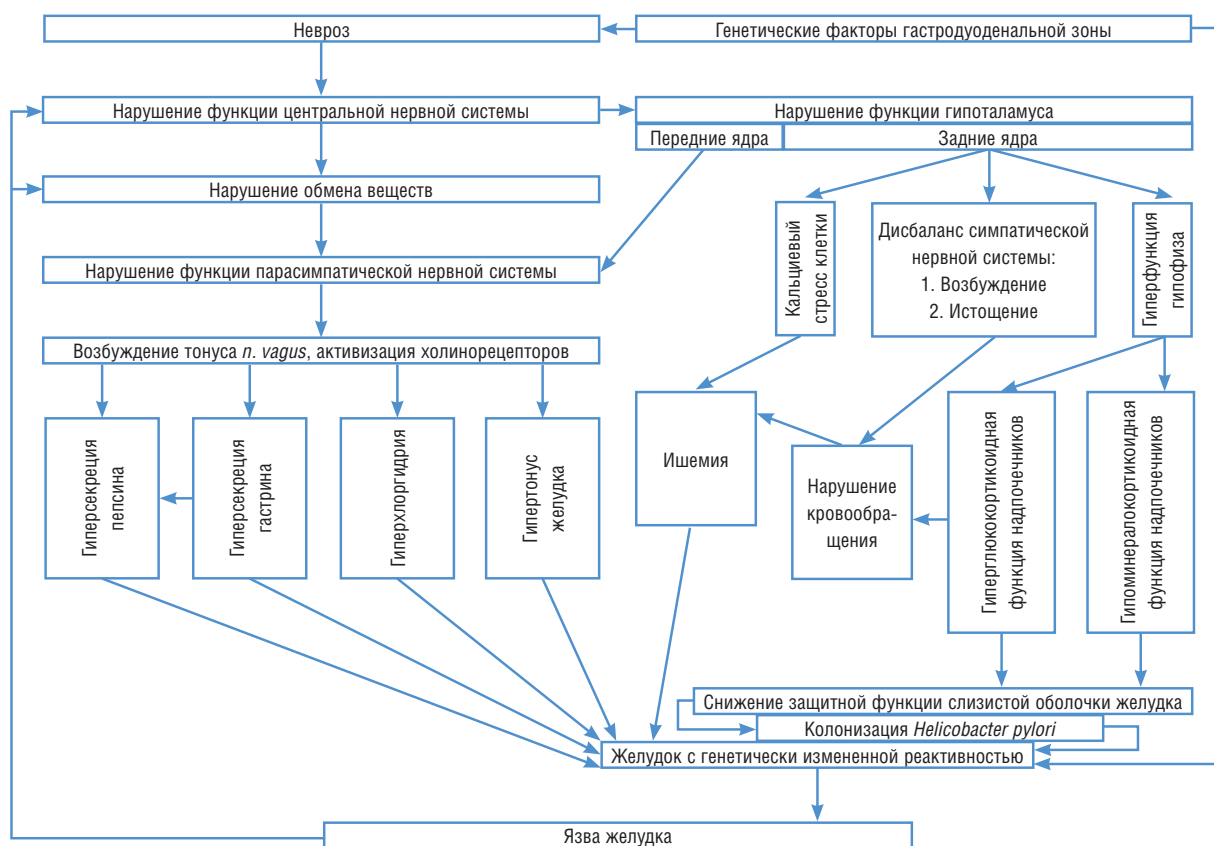 Невроз
Генетические факторы гастродуоденальной зоны
Нарушение функции центральной нервной системы
Нарушение функции гипоталамуса
Передние ядра
Задние ядра
Нарушение обмена веществ
Кальциевый
стресс клетки
Дисбаланс симпатической
нервной системы:
1. Возбуждение
2. Истощение
Гиперфункция
гипофиза
Нарушение функции парасимпатической нервной системы
Возбуждение тонуса n. vagus, активизация холинорецепторов
Гиперсекреция
пепсина
Гиперсекреция
гастрина
Гиперхлоргидрия
Гипертонус
желудка
Ишемия
Нарушение
кровообра-
щения
Гиперглюкокортикоидная
функция надпочечников
Гипоминералокортикоидная
функция надпочечников
Снижение защитной функции слизистой оболочки желудка
Колонизация Helicobacter pylori
Желудок с генетически измененной реактивностью
Язва желудка